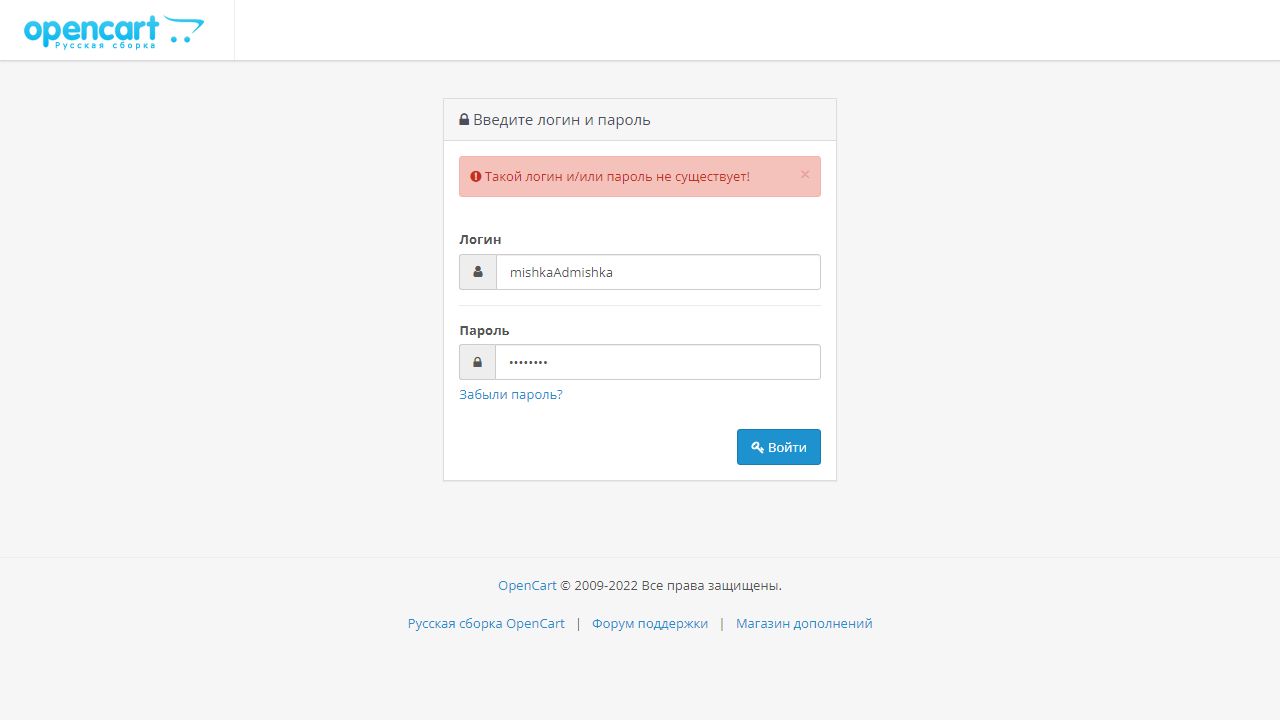 opencart
Русская сборка
Введите логин и пароль
Такой логин и/или пароль не существует! ×
Логин
mishkaAdmishka
Пароль
••••••••
Забыли пароль?
Войти
OpenCart © 2009-2022 Все права защищены.
Русская сборка OpenCart | Форум поддержки | Магазин дополнений